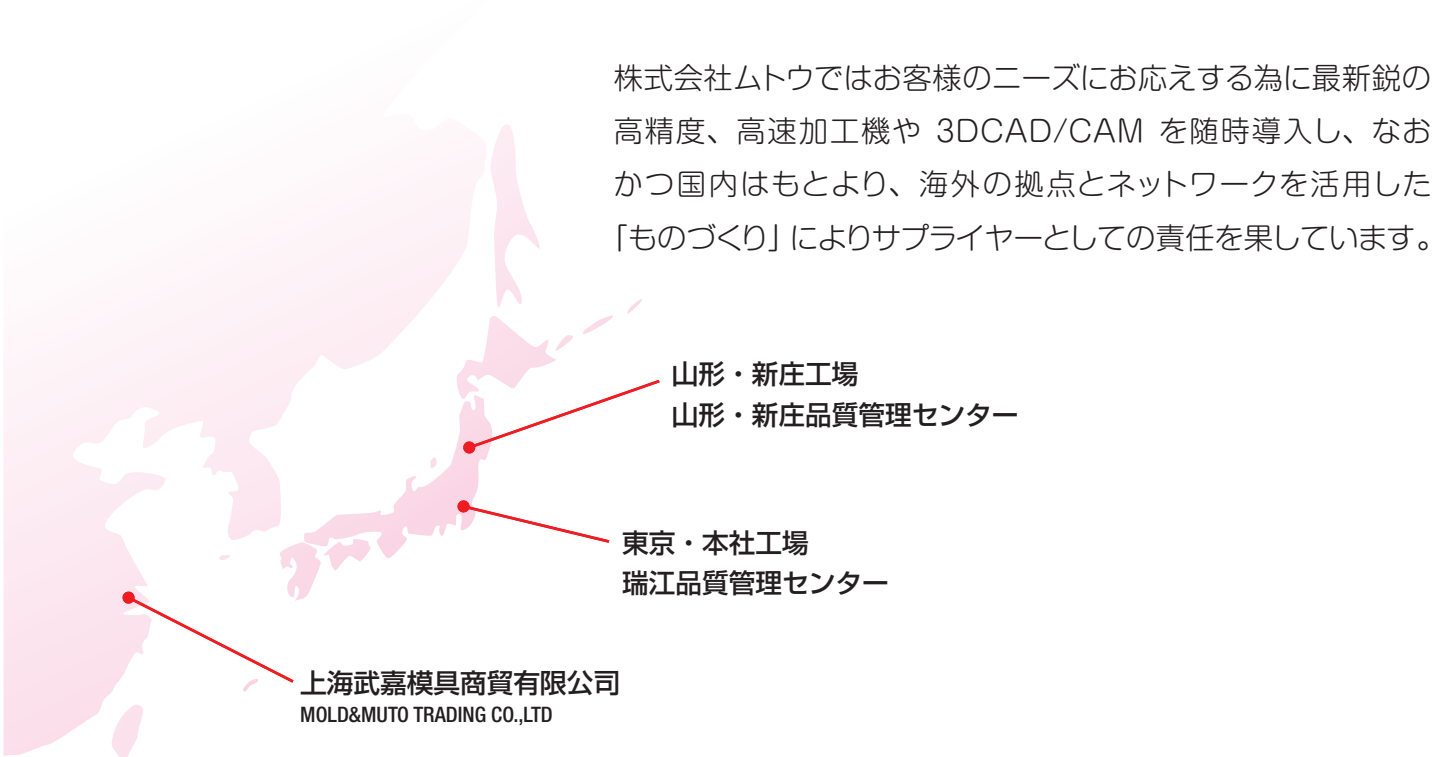 株式会社ムトウではお客様のニーズにお応えする為に最新鋭の
高精度、高速加工機や 3DCAD/CAM を随時導入し、なお
かつ国内はもとより、海外の拠点とネットワークを活用した
「ものづくり」によりサプライヤーとしての責任を果しています。
山形・新庄工場
山形・新庄品質管理センター
東京・本社工場
瑞江品質管理センター
上海武嘉模具商貿有限公司
MOLD&MUTO TRADING CO.,LTD